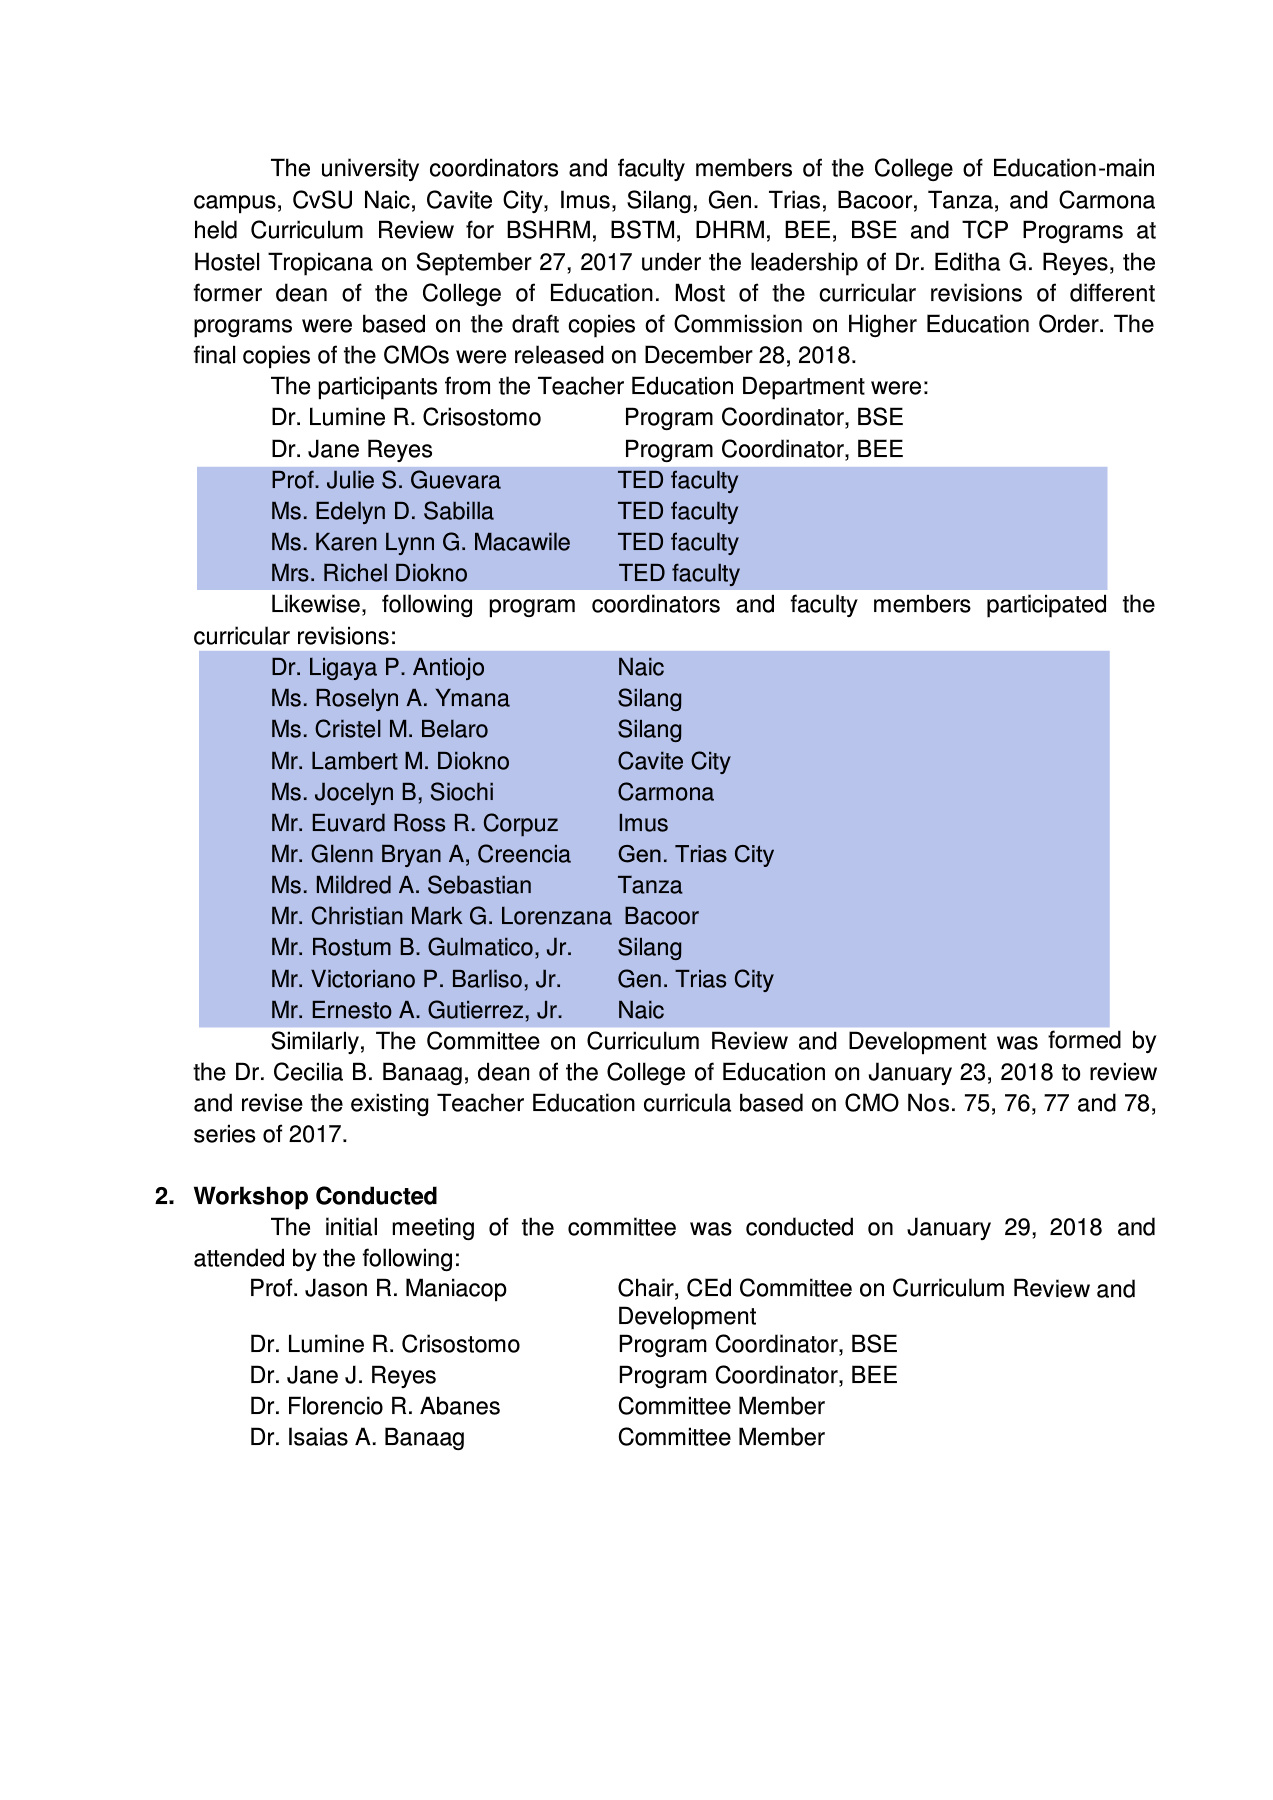 The university coordinators and faculty members of the College of Education-main
campus, CvSU Naic, Cavite City, Imus, Silang, Gen. Trias, Bacoor, Tanza, and Carmona
held Curriculum Review for BSHRM, BSTM, DHRM, BEE, BSE and TCP Programs at
Hostel Tropicana on September 27, 2017 under the leadership of Dr. Editha G. Reyes, the
former dean of the College of Education. Most of the curricular revisions of different
programs were based on the draft copies of Commission on Higher Education Order. The
final copies of the CMOs were released on December 28, 2018.
The participants from the Teacher Education Department were:
Dr. Lumine R. Crisostomo Program Coordinator, BSE
Dr. Jane Reyes Program Coordinator, BEE
Prof. Julie S. Guevara TED faculty
Ms. Edelyn D. Sabilla TED faculty
Ms. Karen Lynn G. Macawile TED faculty
Mrs. Richel Diokno TED faculty
Likewise, following program coordinators and faculty members participated the
curricular revisions:
Dr. Ligaya P. Antiojo Naic
Ms. Roselyn A. Ymana Silang
Ms. Cristel M. Belaro Silang
Mr. Lambert M. Diokno Cavite City
Ms. Jocelyn B, Siochi Carmona
Mr. Euvard Ross R. Corpuz Imus
Mr. Glenn Bryan A, Creencia Gen. Trias City
Ms. Mildred A. Sebastian Tanza
Mr. Christian Mark G. Lorenzana Bacoor
Mr. Rostum B. Gulmatico, Jr. Silang
Mr. Victoriano P. Barliso, Jr. Gen. Trias City
Mr. Ernesto A. Gutierrez, Jr. Naic
Similarly, The Committee on Curriculum Review and Development was formed by
the Dr. Cecilia B. Banaag, dean of the College of Education on January 23, 2018 to review
and revise the existing Teacher Education curricula based on CMO Nos. 75, 76, 77 and 78,
series of 2017.
2. Workshop Conducted
The initial meeting of the committee was conducted on January 29, 2018 and
attended by the following:
Prof. Jason R. Maniacop Chair, CEd Committee on Curriculum Review and
Development
Dr. Lumine R. Crisostomo Program Coordinator, BSE
Dr. Jane J. Reyes Program Coordinator, BEE
Dr. Florencio R. Abanes Committee Member
Dr. Isaias A. Banaag Committee Member